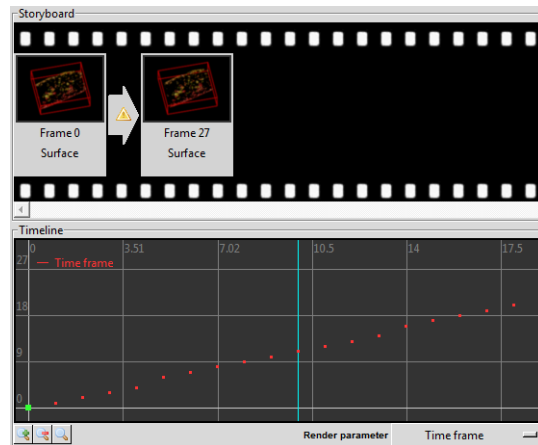 Storyboard
Frame 0
Surface
Frame 27
Surface
Timeline
0 3.51 7.02 10.5 14 17.5
27
Time frame
18
9
0
Render parameter Time frame